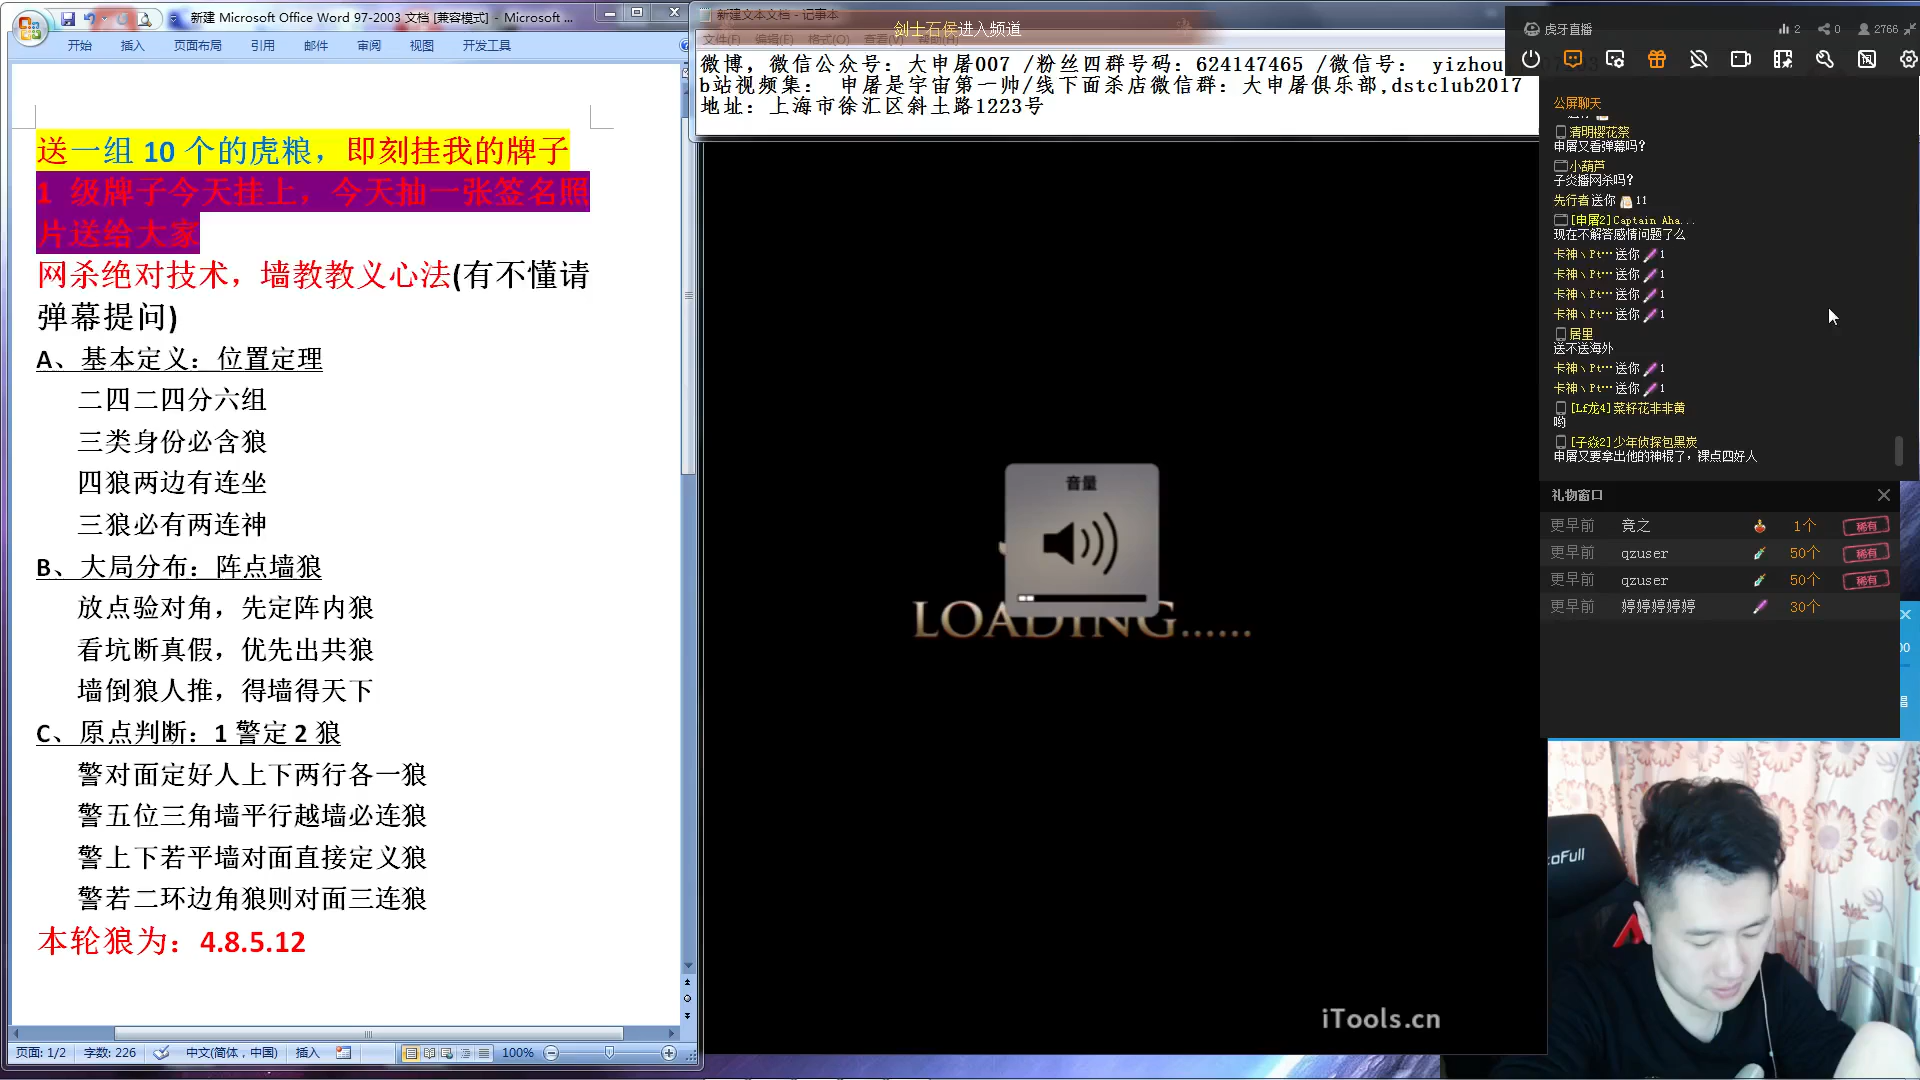 新建 Microsoft Office Word 97-2003 文档 [兼容模式] - Microsoft ...
开始 插入 页面布局 引用 邮件 审阅 视图 开发工具
送一组 10 个的虎粮，即刻挂我的牌子
1 级牌子今天挂上，今天抽一张签名照
片送给大家
网杀绝对技术，墙教教义心法(有不懂请
弹幕提问)
A、基本定义：位置定理
二四二四分六组
三类身份必含狼
四狼两边有连坐
三狼必有两连神
B、大局分布：阵点墙狼
放点验对角，先定阵内狼
看坑断真假，优先出共狼
墙倒狼人推，得墙得天下
C、原点判断：1 警定 2 狼
警对面定好人上下两行各一狼
警五位三角墙平行越墙必连狼
警上下若平墙对面直接定义狼
警若二环边角狼则对面三连狼
本轮狼为：4.8.5.12
页面: 1/2 字数: 226 中文(简体，中国) 插入 100%
新建文本文档 - 记事本
剑士石侯进入频道
文件(F) 编辑(E) 格式(O) 查看(V) 帮助(H)
微博，微信公众号：大申屠007 /粉丝四群号码：624147465 /微信号： yizhou
b站视频集： 申屠是宇宙第一帅/线下面杀店微信群：大申屠俱乐部,dstclub2017
地址：上海市徐汇区斜土路1223号
音量
LOADING......
iTools.cn
虎牙直播 2 0 2766
公屏聊天
清明樱花祭
申屠又看弹幕吗?
小葫芦
子炎播网杀吗?
先行者 送你 11
[申屠2]Captain Aha...
现在不解答感情问题了么
卡神丶Pt… 送你 1
卡神丶Pt… 送你 1
卡神丶Pt… 送你 1
卡神丶Pt… 送你 1
居里
送不送海外
卡神丶Pt… 送你 1
卡神丶Pt… 送你 1
[Lf龙4]菜籽花非非黄
哟
[子焱2]少年侦探包黑炭
申屠又要拿出他的神棍了，裸点四好人
礼物窗口
更早前 竞之 1个 稀有
更早前 qzuser 50个 稀有
更早前 qzuser 50个 稀有
更早前 婷婷婷婷婷 30个